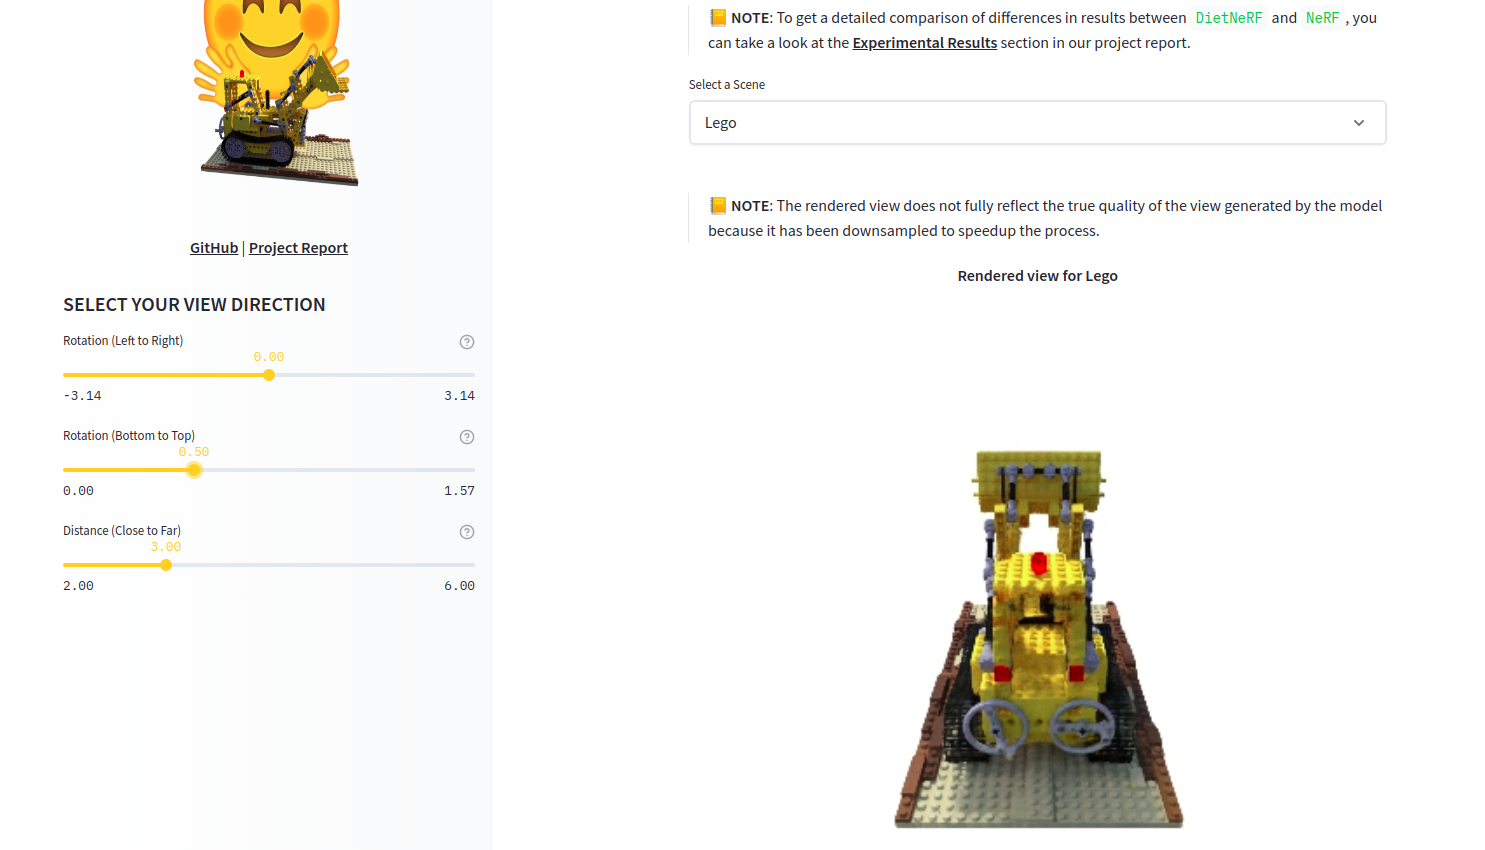 GitHub | Project Report
SELECT YOUR VIEW DIRECTION
Rotation (Left to Right)
0.00
-3.14 3.14
Rotation (Bottom to Top)
0.50
0.00 1.57
Distance (Close to Far)
3.00
2.00 6.00
NOTE: To get a detailed comparison of differences in results between DietNeRF and NeRF , you
can take a look at the Experimental Results section in our project report.
Select a Scene
Lego
NOTE: The rendered view does not fully reflect the true quality of the view generated by the model
because it has been downsampled to speedup the process.
Rendered view for Lego